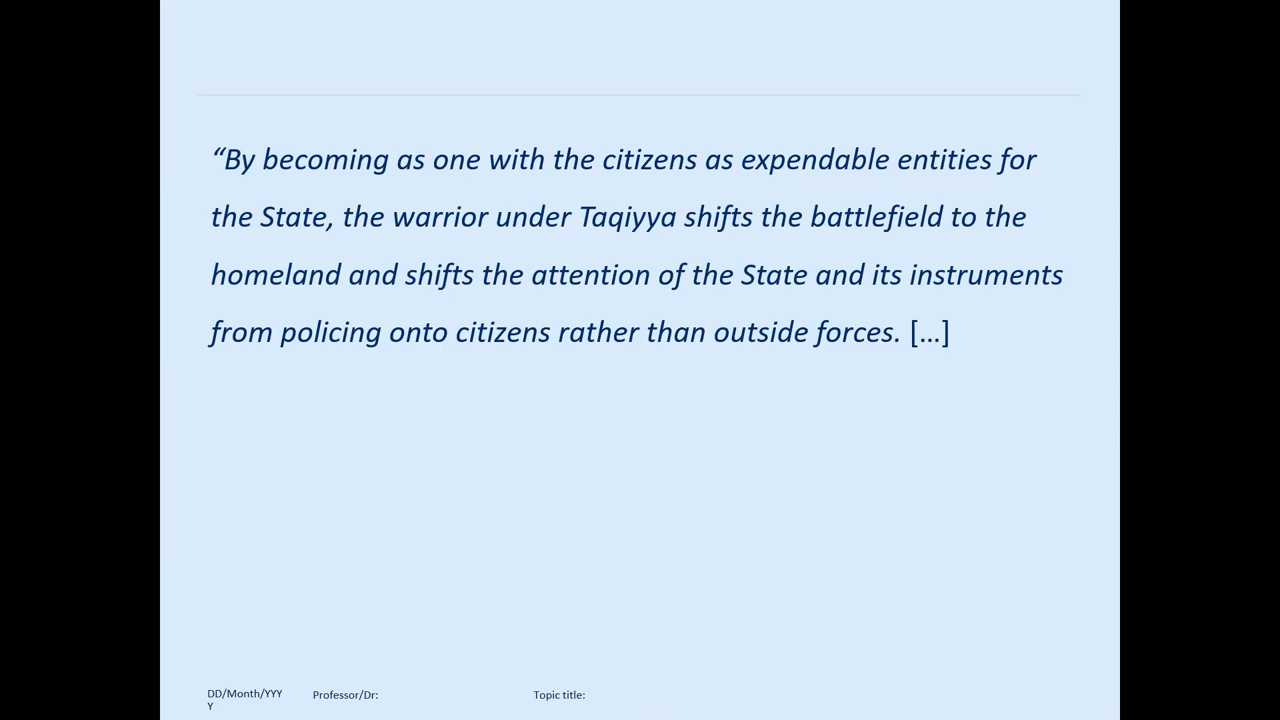 “By becoming as one with the citizens as expendable entities for
the State, the warrior under Taqiyya shifts the battlefield to the
homeland and shifts the attention of the State and its instruments
from policing onto citizens rather than outside forces. […]
DD/Month/YYY
Y
Professor/Dr:
Topic title: